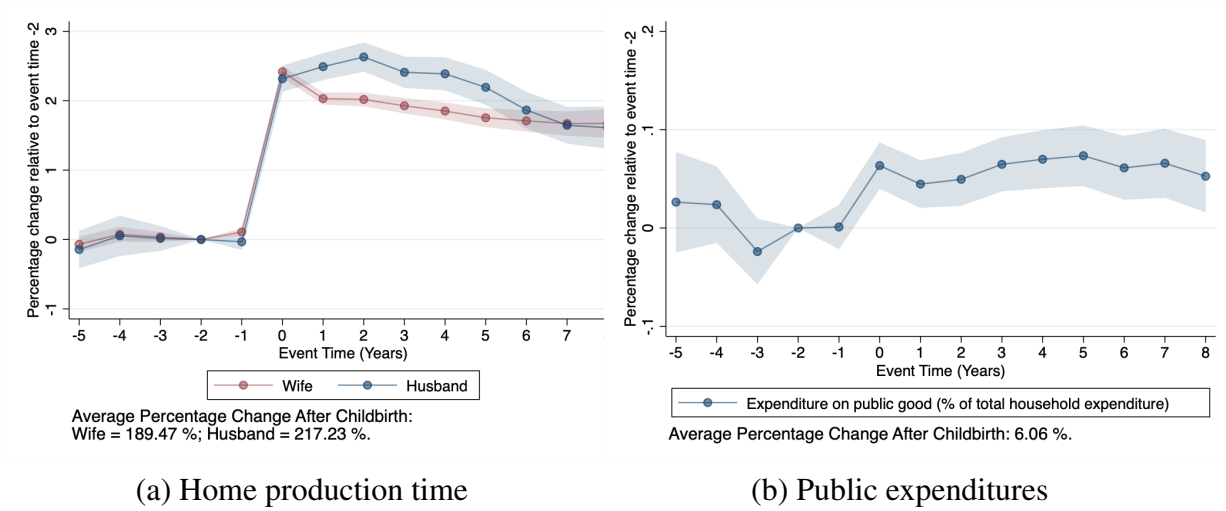 Percentage change relative to event time -2
3
2
1
0
-1
-5 -4 -3 -2 -1 0 1 2 3 4 5 6 7
Event Time (Years)
Wife Husband
Average Percentage Change After Childbirth:
Wife = 189.47 %; Husband = 217.23 %.
(a) Home production time
Percentage change relative to event time -2
.2
.1
0
-.1
-5 -4 -3 -2 -1 0 1 2 3 4 5 6 7 8
Event Time (Years)
Expenditure on public good (% of total household expenditure)
Average Percentage Change After Childbirth: 6.06 %.
(b) Public expenditures